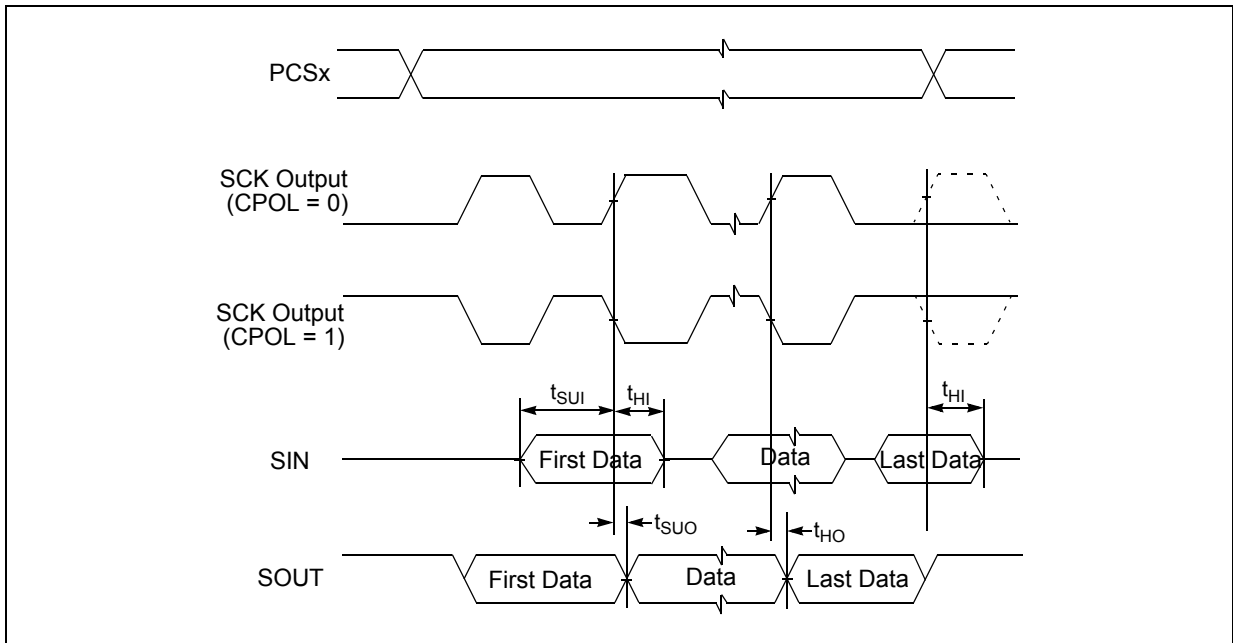 PCSx
SCK Output
(CPOL = 0)
SCK Output
(CPOL = 1)
tSUI
tHI
tHI
SIN
First Data
Data
Last Data
tSUO
tHO
SOUT
First Data
Data
Last Data